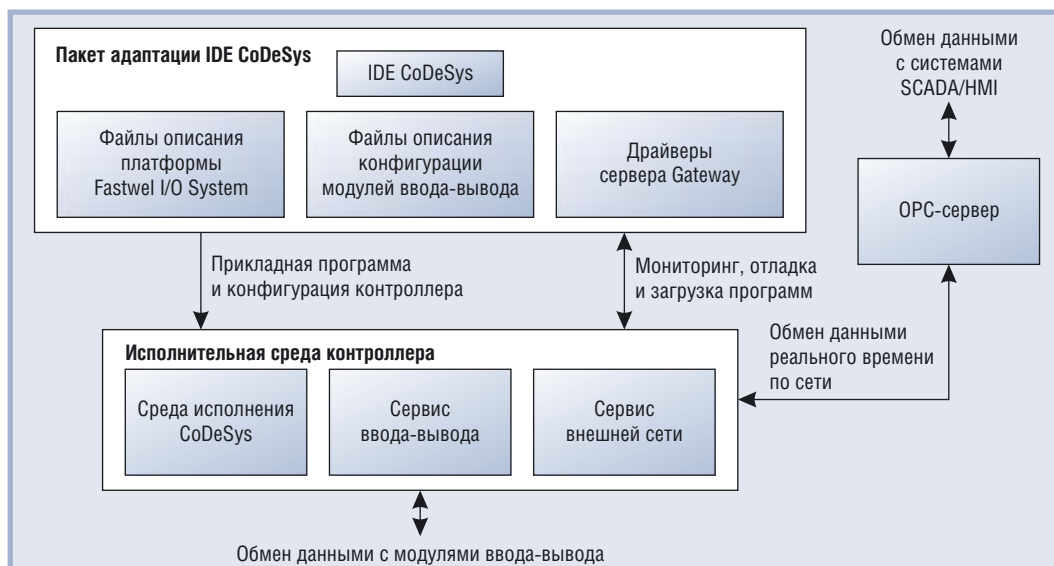 Пакет адаптации IDE CoDeSys
IDE CoDeSys
Файлы описания
платформы
Fastwel I/O System
Файлы описания
конфигурации
модулей ввода-вывода
Драйверы
сервера Gateway
Обмен данными
с системами
SCADA/HMI
OPC-сервер
Прикладная программа
и конфигурация контроллера
Мониторинг, отладка
и загрузка программ
Обмен данными
реального времени
по сети
Исполнительная среда контроллера
Среда исполнения
CoDeSys
Сервис
ввода-вывода
Сервис
внешней сети
Обмен данными с модулями ввода-вывода